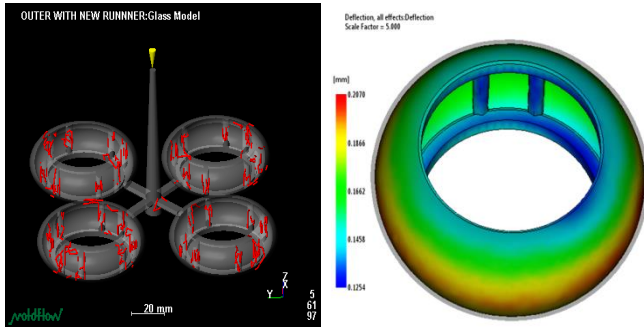 OUTER WITH NEW RUNNNER:Glass Model
Z
X
Y
5
61
97
20 mm
moldflow
Deflection, all effects:Deflection
Scale Factor = 5.000
[mm]
0.2070
0.1866
0.1662
0.1458
0.1254